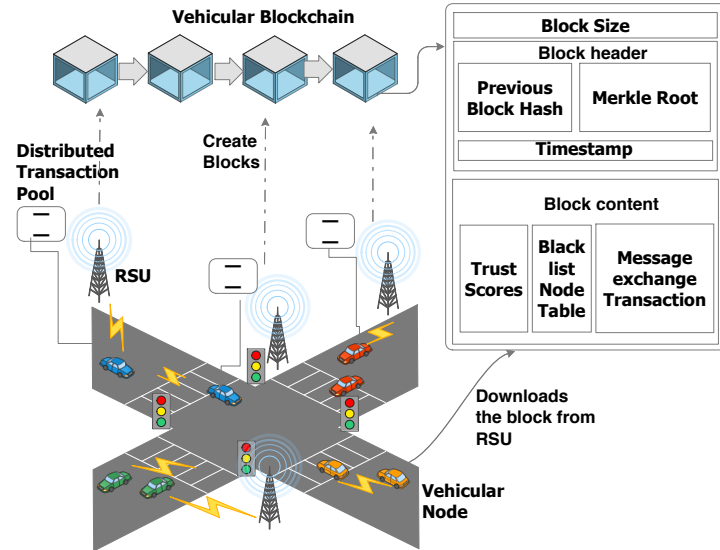 Vehicular Blockchain
Block Size
Block header
Previous
Block Hash
Merkle Root
Timestamp
Block content
Trust
Scores
Black
list
Node
Table
Message
exchange
Transaction
Create
Blocks
Distributed
Transaction
Pool
RSU
Downloads
the block from
RSU
Vehicular
Node